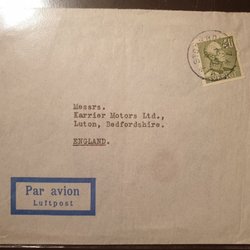 Messrs.
Karrier Motors Ltd.,
Luton, Bedfordshire.
ENGLAND.
Par avion
Luftpost